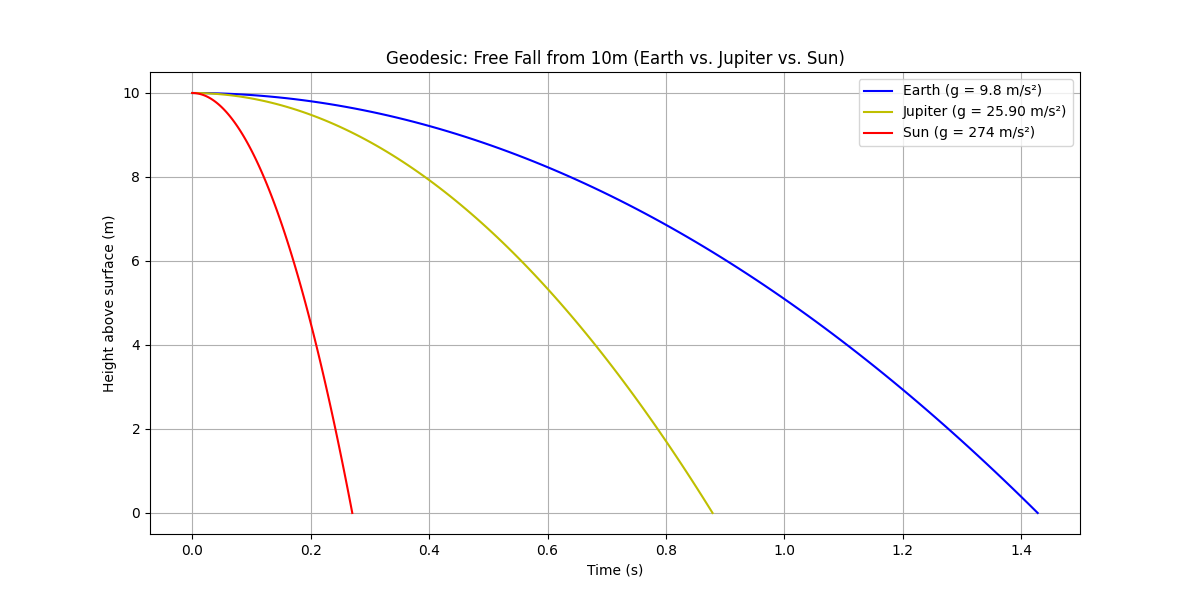 Geodesic: Free Fall from 10m (Earth vs. Jupiter vs. Sun)
Earth (g = 9.8 m/s²)
Jupiter (g = 25.90 m/s²)
Sun (g = 274 m/s²)
Height above surface (m)
10
8
6
4
2
0
0.0 0.2 0.4 0.6 0.8 1.0 1.2 1.4
Time (s)